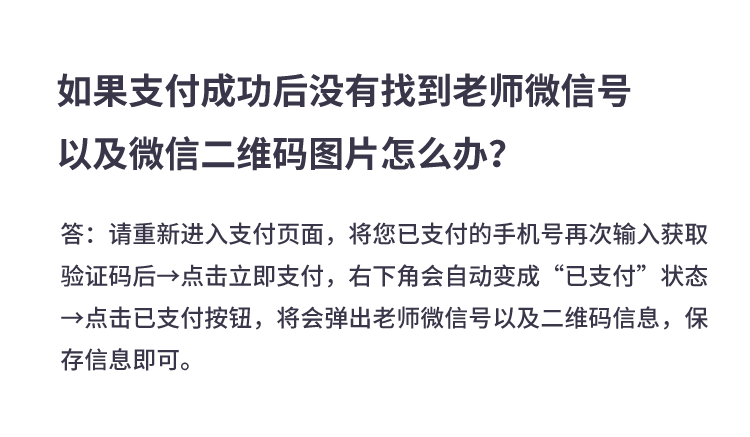 如果支付成功后没有找到老师微信号
以及微信二维码图片怎么办？
答：请重新进入支付页面，将您已支付的手机号再次输入获取
验证码后→点击立即支付，右下角会自动变成“已支付”状态
→点击已支付按钮，将会弹出老师微信号以及二维码信息，保
存信息即可。